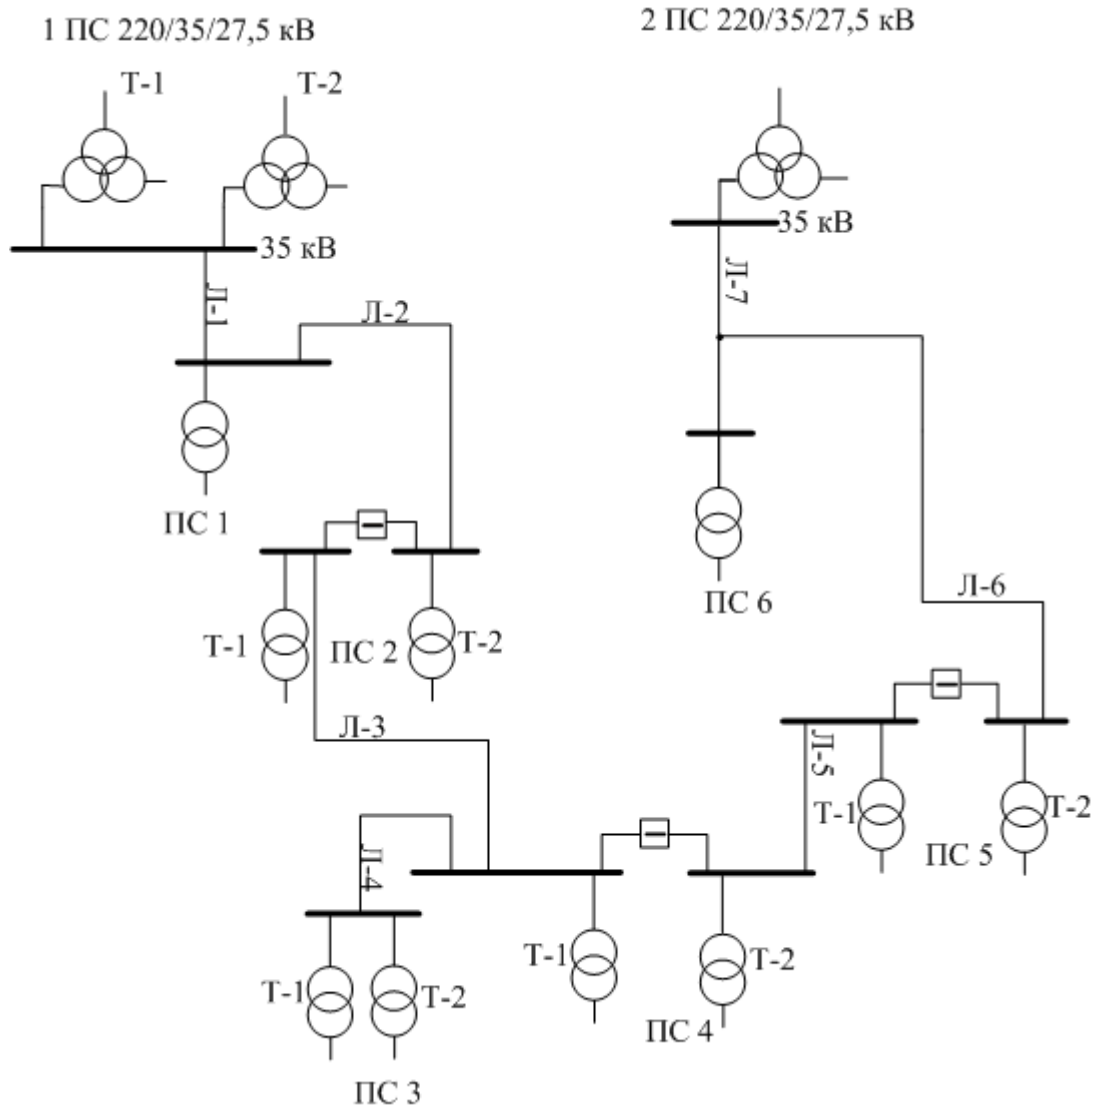 1 ПС 220/35/27,5 кВ
2 ПС 220/35/27,5 кВ
Т-1
Т-2
35 кВ
35 кВ
Л-1
Л-2
Л-7
ПС 1
ПС 6
Л-6
Т-1
ПС 2
Т-2
Л-3
Л-5
Т-1
Т-2
ПС 5
Л-4
Т-1
Т-2
Т-1
Т-2
ПС 4
ПС 3